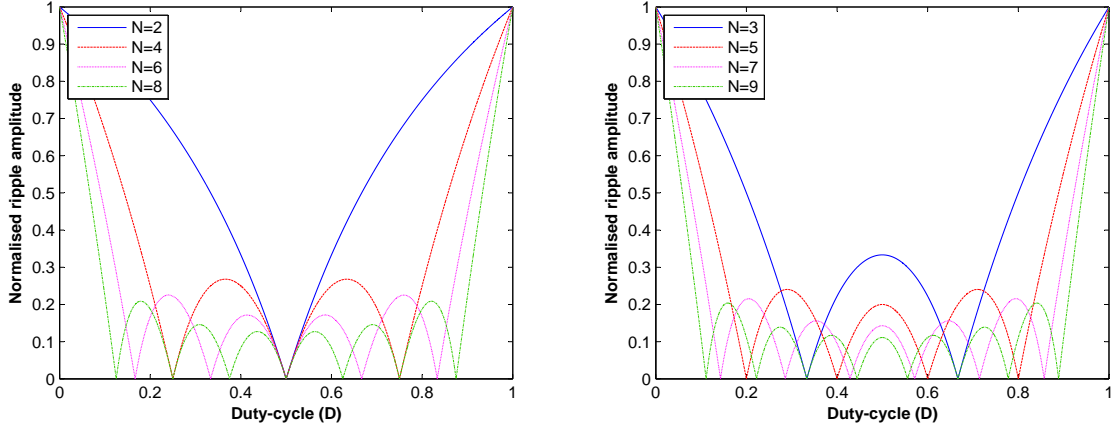 1
0.9
0.8
0.7
0.6
0.5
0.4
0.3
0.2
0.1
0
Normalised ripple amplitude
N=2
N=4
N=6
N=8
0 0.2 0.4 0.6 0.8 1
Duty-cycle (D)
1
0.9
0.8
0.7
0.6
0.5
0.4
0.3
0.2
0.1
0
Normalised ripple amplitude
N=3
N=5
N=7
N=9
0 0.2 0.4 0.6 0.8 1
Duty-cycle (D)